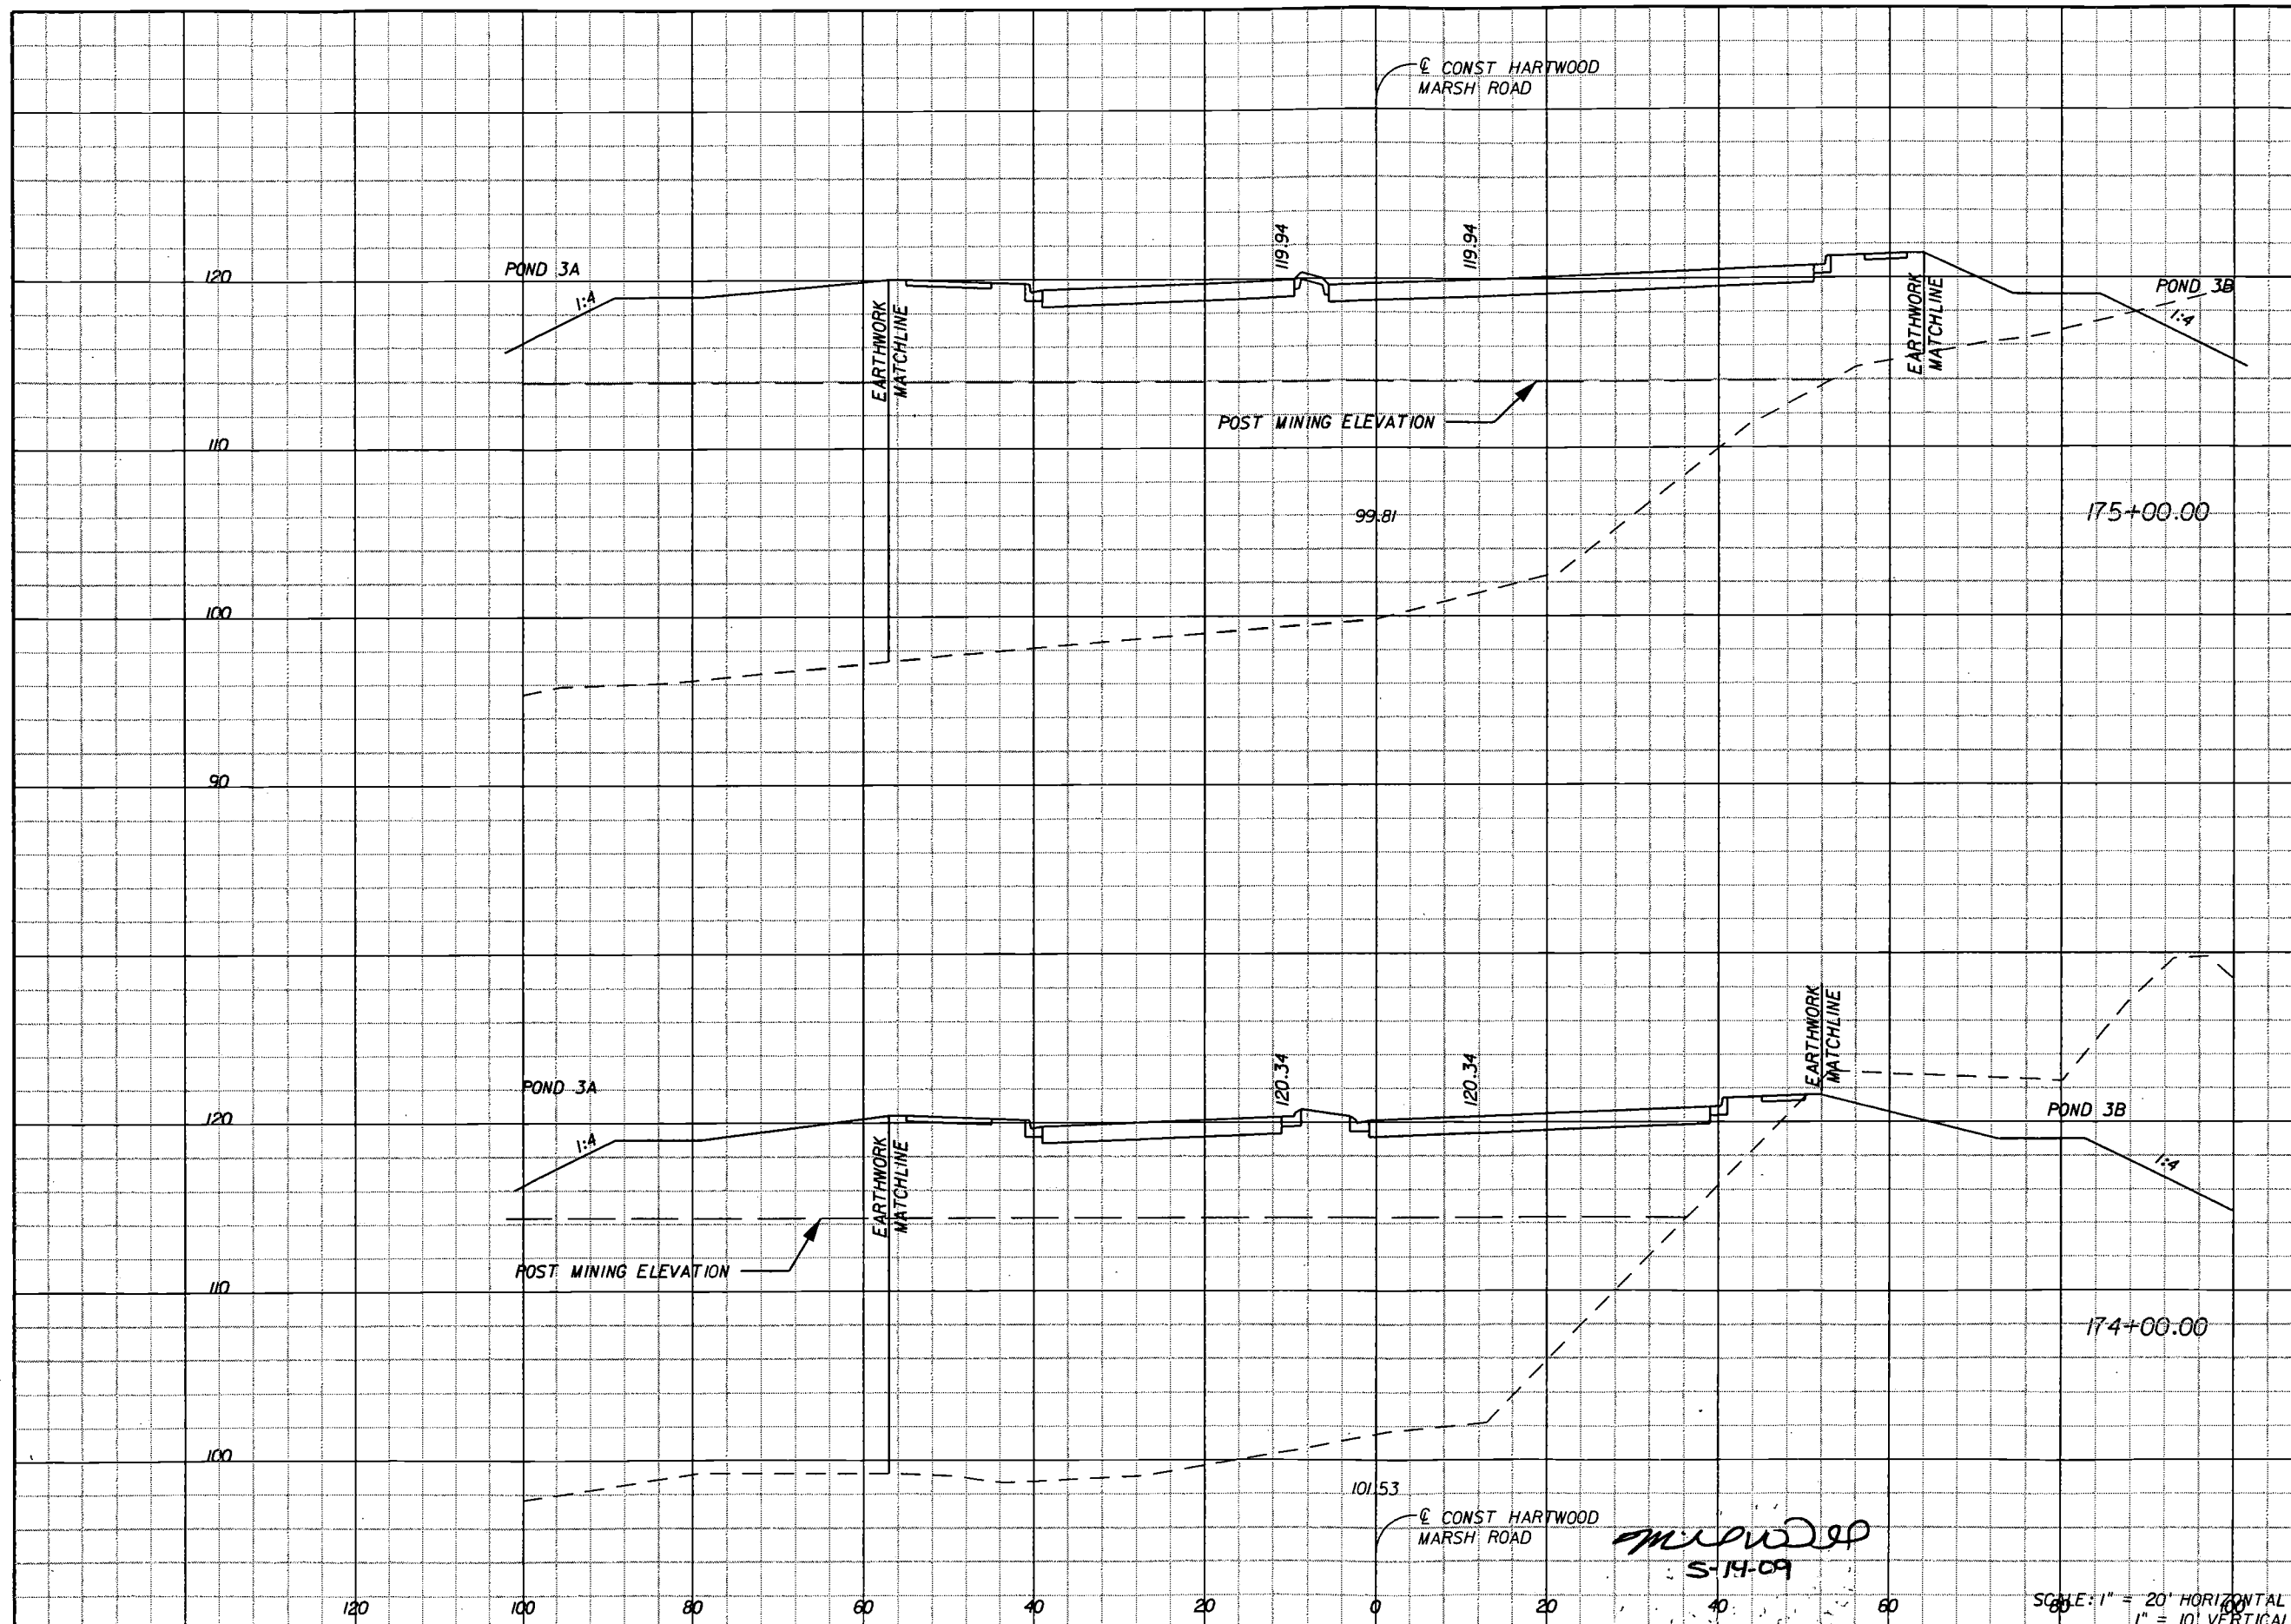 ℄ CONST HARTWOOD
MARSH ROAD
119.94
119.94
POND 3A
120
1:4
EARTHWORK
MATCHLINE
EARTHWORK
MATCHLINE
POND 3B
1:4
POST MINING ELEVATION
110
99.81
175+00.00
100
90
EARTHWORK
MATCHLINE
120.34
120.34
POND 3A
120
1:4
EARTHWORK
MATCHLINE
POND 3B
1:4
POST MINING ELEVATION
110
174+00.00
100
101.53
℄ CONST HARTWOOD
MARSH ROAD
5-14-09
SCALE: 1" = 20' HORIZONTAL
1" = 10' VERTICAL
120 100 80 60 40 20 0 20 40 60 80 100